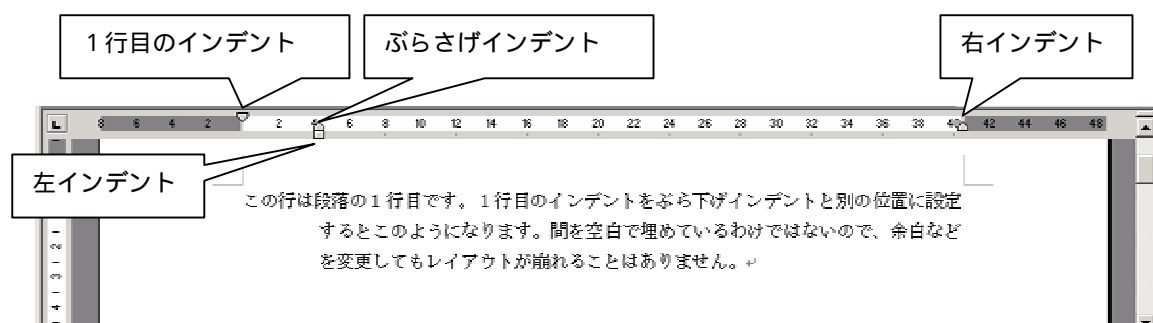 1行目のインデント
ぶらさげインデント
右インデント
L 8 6 4 2 2 4 6 8 10 12 14 16 18 20 22 24 26 28 30 32 34 36 38 40 42 44 46 48
左インデント
この行は段落の1行目です。1行目のインデントをぶら下げインデントと別の位置に設定
するとこのようになります。間を空白で埋めているわけではないので、余白など
を変更してもレイアウトが崩れることはありません。↵
1
2
3
4